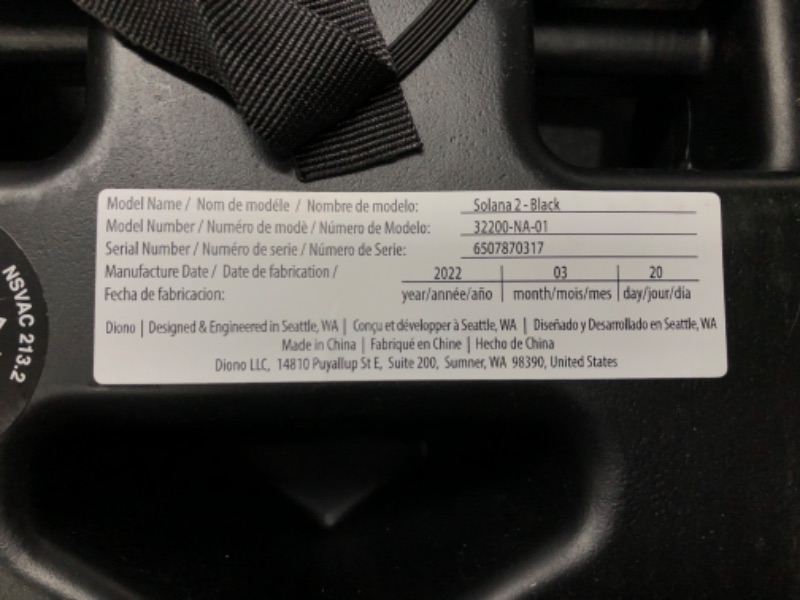 Model Name / Nom de modéle / Nombre de modelo: Solana 2 - Black
Model Number / Numéro de modè / Número de Modelo: 32200-NA-01
Serial Number / Numéro de serie / Número de Serie: 6507870317
Manufacture Date / Date de fabrication / 2022 | 03 | 20
Fecha de fabricacion: year/année/año | month/mois/mes | day/jour/día
Diono | Designed & Engineered in Seattle, WA | Conçu et développer à Seattle, WA | Diseñado y Desarrollado en Seattle, WA
Made in China | Fabriqué en Chine | Hecho de China
Diono LLC, 14810 Puyallup St E, Suite 200, Sumner, WA 98390, United States
NSVAC 213.2